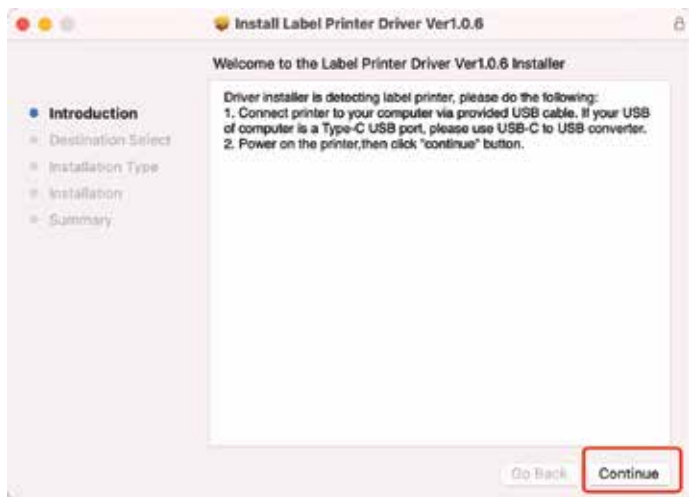 Install Label Printer Driver Ver1.0.6
Welcome to the Label Printer Driver Ver1.0.6 Installer
Introduction
Destination Select
Installation Type
Installation
Summary
Driver installer is detecting label printer, please do the following:
1. Connect printer to your computer via provided USB cable. If your USB
of computer is a Type-C USB port, please use USB-C to USB converter.
2. Power on the printer,then click "continue" button.
Go Back
Continue